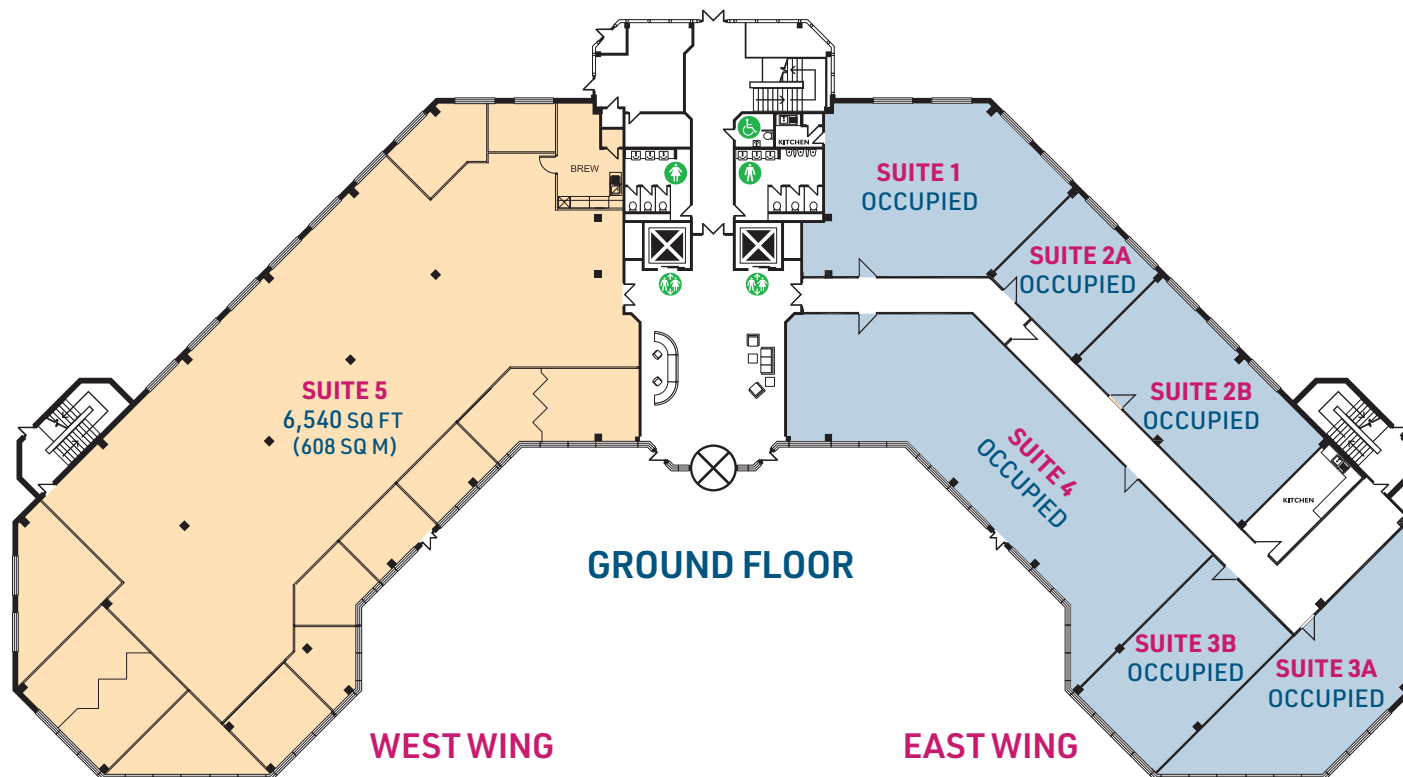 BREW
KITCHEN
SUITE 1
OCCUPIED
SUITE 2A
OCCUPIED
SUITE 2B
OCCUPIED
SUITE 5
6,540 SQ FT
(608 SQ M)
SUITE 4
OCCUPIED
KITCHEN
GROUND FLOOR
SUITE 3B
OCCUPIED
SUITE 3A
OCCUPIED
WEST WING
EAST WING